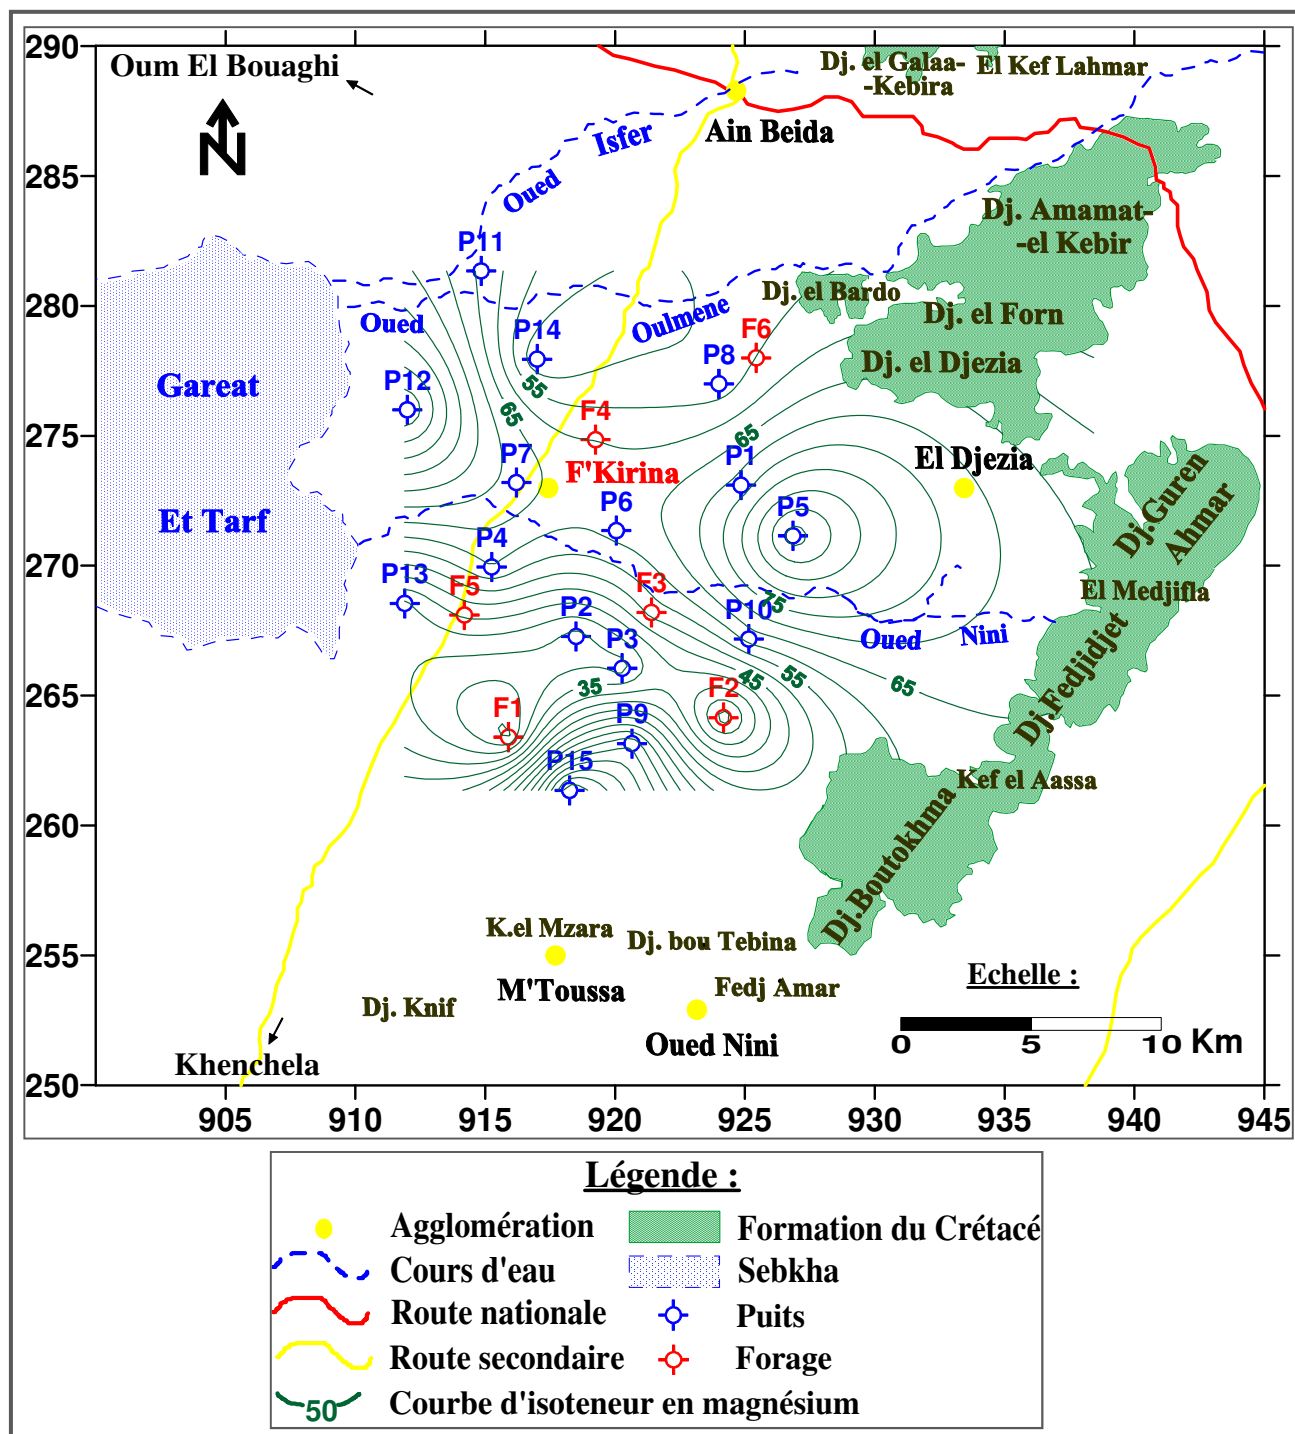 290
Oum El Bouaghi
Dj. el Galaa-
-Kebira
El Kef Lahmar
N
Ain Beida
Oued Isfer
285
Dj. Amamat-
-el Kebir
P11
280
Oued
Oulmene
Dj. el Bardo
Dj. el Forn
P14
P8
F6
Dj. el Djezia
Gareat
P12
55
65
F4
65
275
P7
F'Kirina
P1
El Djezia
Dj.Guren
Ahmar
P6
P5
Et Tarf
P4
270
P13
F5
F3
75
P2
P10
El Medjifla
P3
Oued Nini
Dj.Fedjidjet
265
35
45
55
65
F1
F2
P9
P15
Kef el Aassa
260
Dj.Boutokhma
K.el Mzara
Dj. bou Tebina
255
M'Toussa
Fedj Amar
Echelle :
Dj. Knif
0 5 10 Km
Oued Nini
Khenchela
250
905 910 915 920 925 930 935 940 945
Légende :
Agglomération
Formation du Crétacé
Cours d'eau
Sebkha
Route nationale
Puits
Route secondaire
Forage
50
Courbe d'isoteneur en magnésium